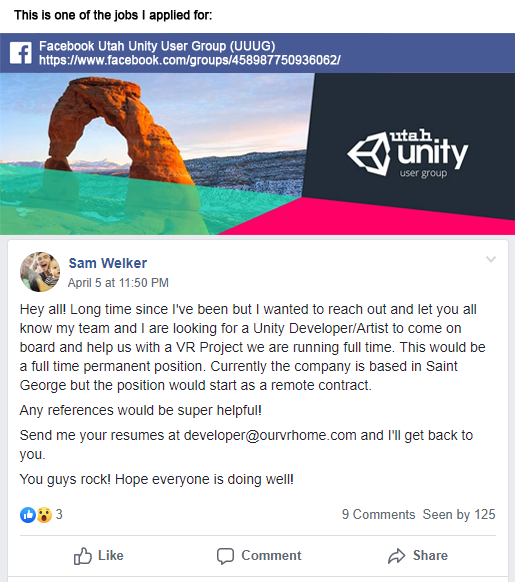 This is one of the jobs I applied for:
Facebook Utah Unity User Group (UUUG)
https://www.facebook.com/groups/458987750936062/
utah
unity
user group
Sam Welker
April 5 at 11:50 PM
Hey all! Long time since I've been but I wanted to reach out and let you all
know my team and I are looking for a Unity Developer/Artist to come on
board and help us with a VR Project we are running full time. This would be
a full time permanent position. Currently the company is based in Saint
George but the position would start as a remote contract.
Any references would be super helpful!
Send me your resumes at developer@ourvrhome.com and I'll get back to
you.
You guys rock! Hope everyone is doing well!
3
9 Comments Seen by 125
Like
Comment
Share